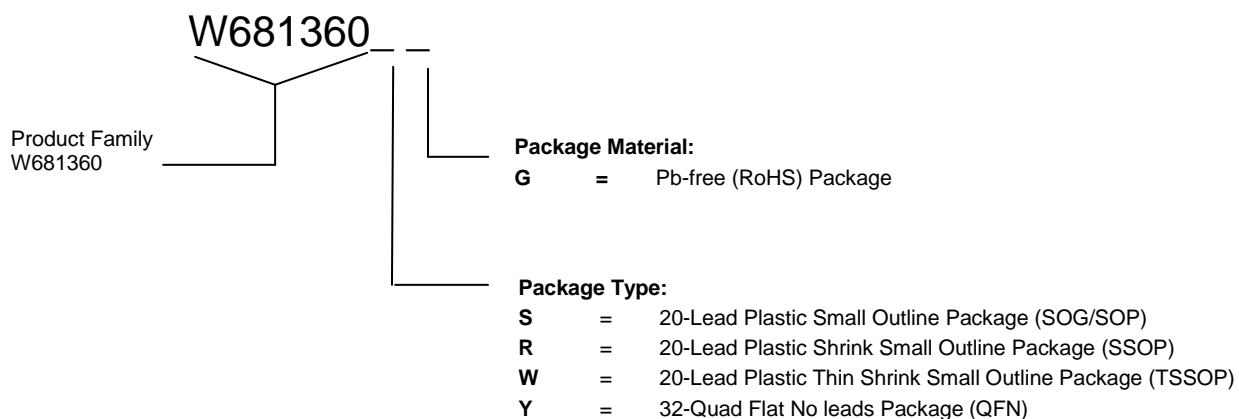 W681360_ _
Product Family
W681360
Package Material:
G = Pb-free (RoHS) Package
Package Type:
S = 20-Lead Plastic Small Outline Package (SOG/SOP)
R = 20-Lead Plastic Shrink Small Outline Package (SSOP)
W = 20-Lead Plastic Thin Shrink Small Outline Package (TSSOP)
Y = 32-Quad Flat No leads Package (QFN)